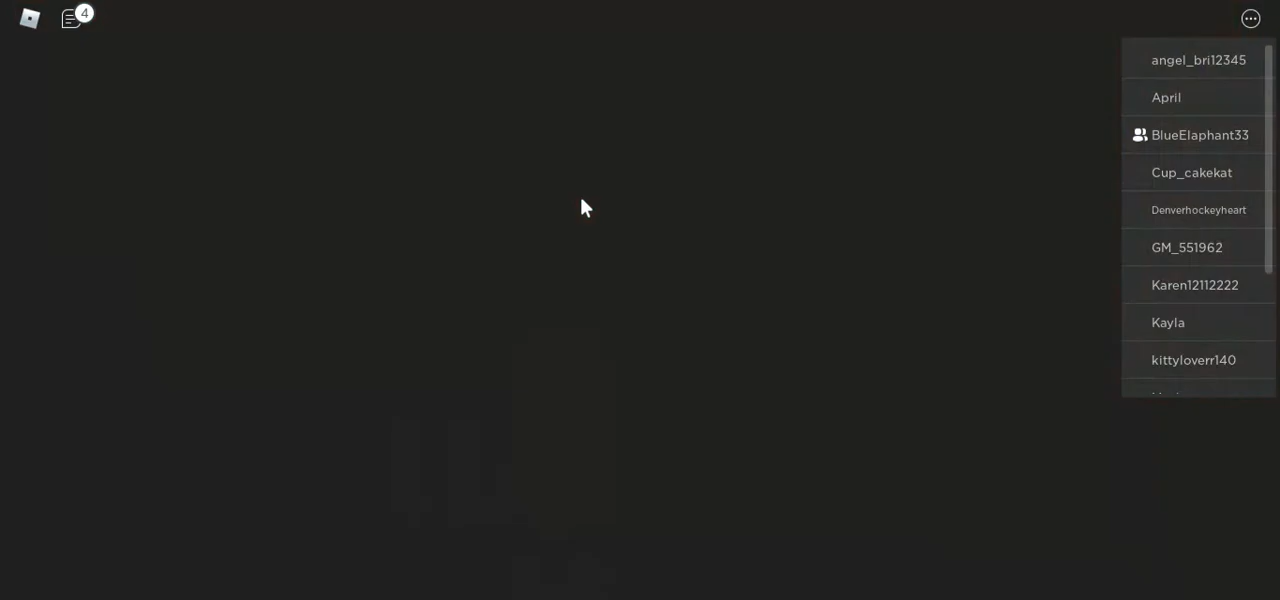 4
angel_bri12345
April
BlueElaphant33
Cup_cakekat
Denverhockeyheart
GM_551962
Karen12112222
Kayla
kittyloverr140